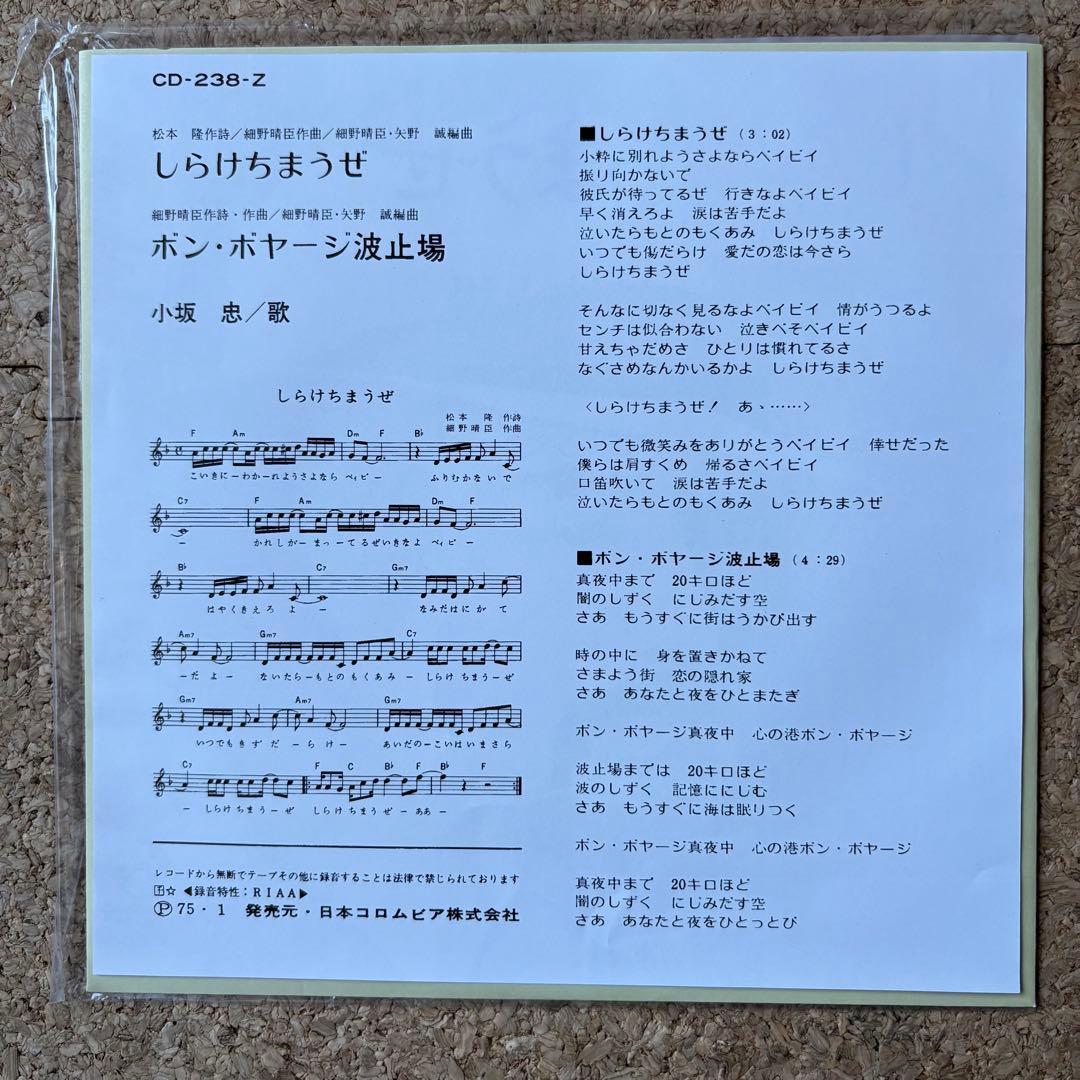 CD-238-Z
松本 隆作詩／細野晴臣作曲／細野晴臣・矢野 誠編曲
しらけちまうぜ
細野晴臣作詩・作曲／細野晴臣・矢野 誠編曲
ボン・ボヤージ波止場
小坂 忠／歌
しらけちまうぜ
松本 隆 作詩
細野晴臣 作曲
F Am Dm F B♭
こいきにーわかーれようさよなら ベイビー ふりむかないで
C7 F Am Dm F
ー かれしがー まっーてるぜいきなよ ベイビー
B♭ C7 Gm7
はやくきえろ よ ー なみだはにがて
Am7 Gm7 C7
ーだよー ないたらーもとのもくあみー しらけちまうーぜ
Gm7 Am7 Gm7
いつでもきずだーらけー あいだのーこいはいまさら
C7 F C B♭ F B♭ F
ー しらけちまうーぜ しらけちまうぜーああー
レコードから無断でテープその他に録音することは法律で禁じられております
☆ ◀録音特性：RIAA▶
Ⓟ75・1 発売元・日本コロムビア株式会社
■しらけちまうぜ（3：02）
小粋に別れようさよならベイビイ
振り向かないで
彼氏が待ってるぜ 行きなよベイビイ
早く消えろよ 涙は苦手だよ
泣いたらもとのもくあみ しらけちまうぜ
いつでも傷だらけ 愛だの恋は今さら
しらけちまうぜ
そんなに切なく見るなよベイビイ 情がうつるよ
センチは似合わない 泣きべそベイビイ
甘えちゃだめさ ひとりは慣れてるさ
なぐさめなんかいるかよ しらけちまうぜ
〈しらけちまうぜ！ あゝ……〉
いつでも微笑みをありがとうベイビイ 倖せだった
僕らは肩すくめ 帰るさベイビイ
口笛吹いて 涙は苦手だよ
泣いたらもとのもくあみ しらけちまうぜ
■ボン・ボヤージ波止場（4：29）
真夜中まで 20キロほど
闇のしずく にじみだす空
さあ もうすぐに街はうかび出す
時の中に 身を置きかねて
さまよう街 恋の隠れ家
さあ あなたと夜をひとまたぎ
ボン・ボヤージ真夜中 心の港ボン・ボヤージ
波止場までは 20キロほど
波のしずく 記憶ににじむ
さあ もうすぐに海は眠りつく
ボン・ボヤージ真夜中 心の港ボン・ボヤージ
真夜中まで 20キロほど
闇のしずく にじみだす空
さあ あなたと夜をひとっとび